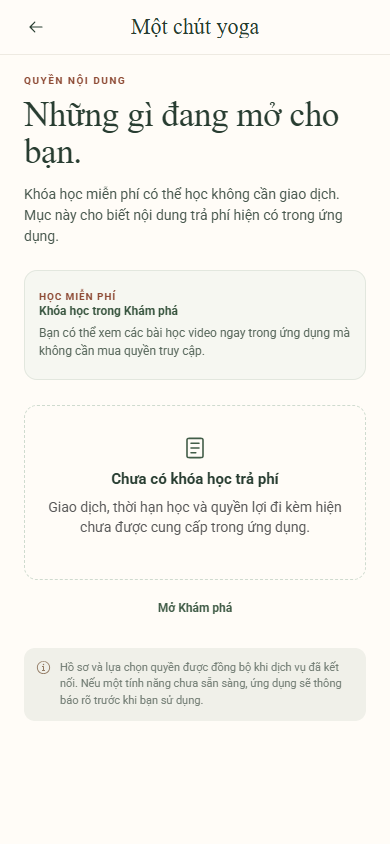 Một chút yoga
QUYỀN NỘI DUNG
Những gì đang mở cho
bạn.
Khóa học miễn phí có thể học không cần giao dịch.
Mục này cho biết nội dung trả phí hiện có trong ứng
dụng.
HỌC MIỄN PHÍ
Khóa học trong Khám phá
Bạn có thể xem các bài học video ngay trong ứng dụng mà
không cần mua quyền truy cập.
Chưa có khóa học trả phí
Giao dịch, thời hạn học và quyền lợi đi kèm hiện
chưa được cung cấp trong ứng dụng.
Mở Khám phá
Hồ sơ và lựa chọn quyền được đồng bộ khi dịch vụ đã kết
nối. Nếu một tính năng chưa sẵn sàng, ứng dụng sẽ thông
báo rõ trước khi bạn sử dụng.